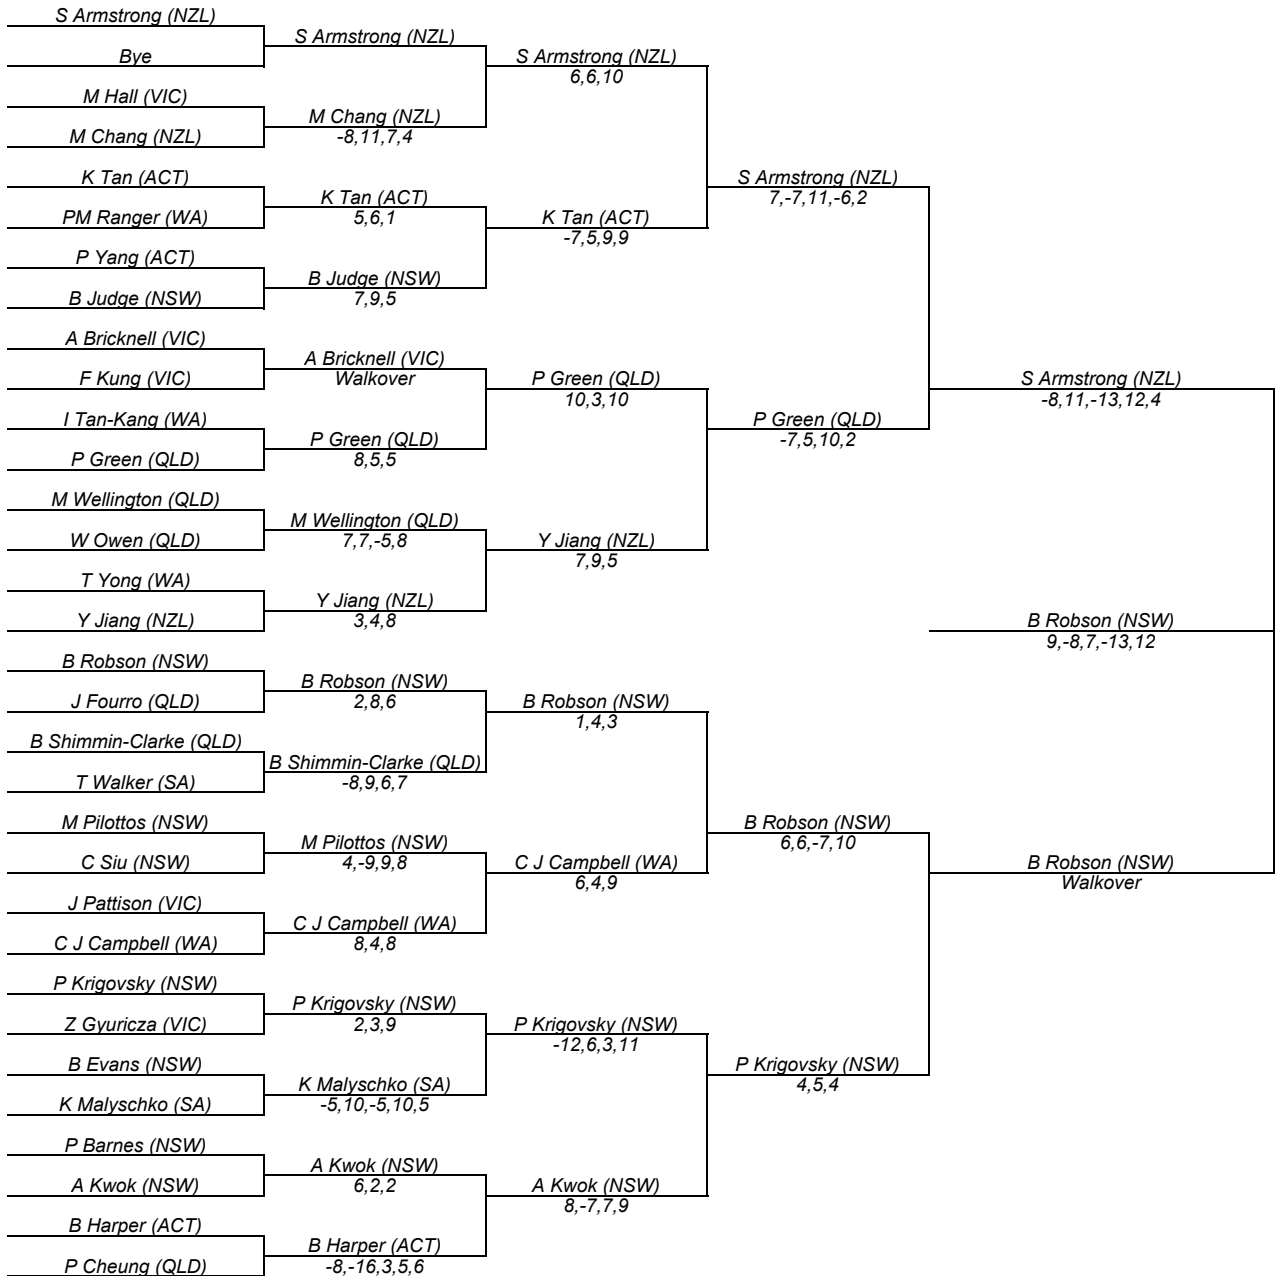 S Armstrong (NZL)
Bye
M Hall (VIC)
M Chang (NZL)
K Tan (ACT)
PM Ranger (WA)
P Yang (ACT)
B Judge (NSW)
A Bricknell (VIC)
F Kung (VIC)
I Tan-Kang (WA)
P Green (QLD)
M Wellington (QLD)
W Owen (QLD)
T Yong (WA)
Y Jiang (NZL)
B Robson (NSW)
J Fourro (QLD)
B Shimmin-Clarke (QLD)
T Walker (SA)
M Pilottos (NSW)
C Siu (NSW)
J Pattison (VIC)
C J Campbell (WA)
P Krigovsky (NSW)
Z Gyuricza (VIC)
B Evans (NSW)
K Malyschko (SA)
P Barnes (NSW)
A Kwok (NSW)
B Harper (ACT)
P Cheung (QLD)
S Armstrong (NZL)
M Chang (NZL)
-8,11,7,4
K Tan (ACT)
5,6,1
B Judge (NSW)
7,9,5
A Bricknell (VIC)
Walkover
P Green (QLD)
8,5,5
M Wellington (QLD)
7,7,-5,8
Y Jiang (NZL)
3,4,8
B Robson (NSW)
2,8,6
B Shimmin-Clarke (QLD)
-8,9,6,7
M Pilottos (NSW)
4,-9,9,8
C J Campbell (WA)
8,4,8
P Krigovsky (NSW)
2,3,9
K Malyschko (SA)
-5,10,-5,10,5
A Kwok (NSW)
6,2,2
B Harper (ACT)
-8,-16,3,5,6
S Armstrong (NZL)
6,6,10
K Tan (ACT)
-7,5,9,9
P Green (QLD)
10,3,10
Y Jiang (NZL)
7,9,5
B Robson (NSW)
1,4,3
C J Campbell (WA)
6,4,9
P Krigovsky (NSW)
-12,6,3,11
A Kwok (NSW)
8,-7,7,9
S Armstrong (NZL)
7,-7,11,-6,2
P Green (QLD)
-7,5,10,2
B Robson (NSW)
6,6,-7,10
P Krigovsky (NSW)
4,5,4
S Armstrong (NZL)
-8,11,-13,12,4
B Robson (NSW)
9,-8,7,-13,12
B Robson (NSW)
Walkover